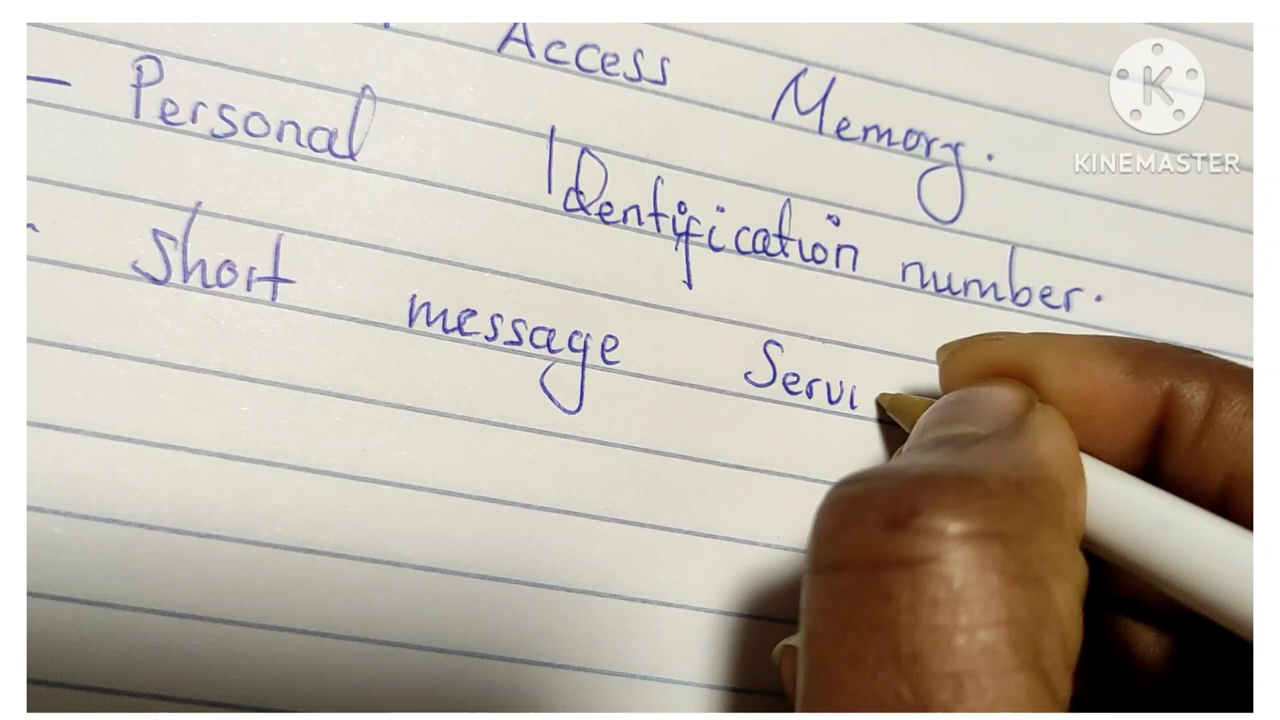 Access Memory.
- Personal Identification number.
Short message Servi
KINEMASTER